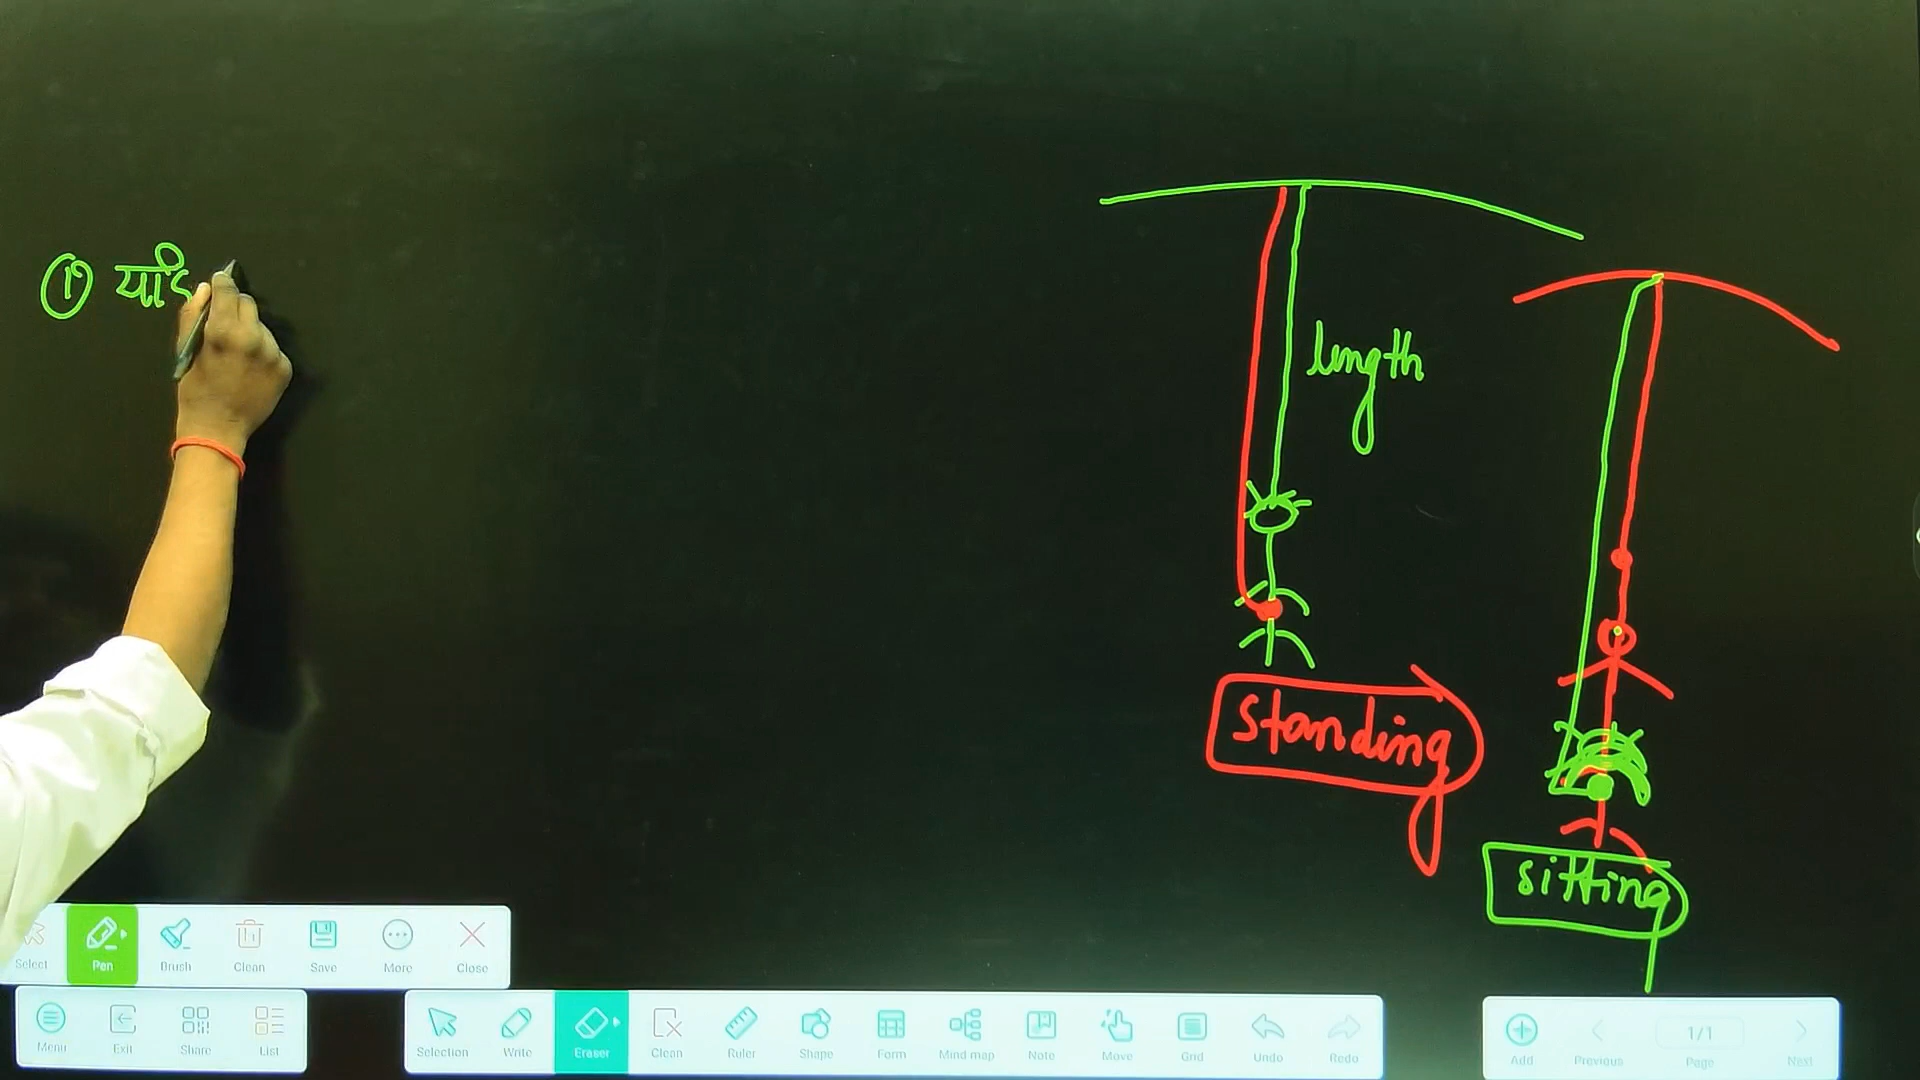 ① यदि
length
standing
sitting
Select Pen Brush Clean Save More Close
Menu Exit Share List
Selection Write Eraser Clean Ruler Shape Form Mind map Note Move Grid Undo Redo
Add Previous 1/1 Page Next